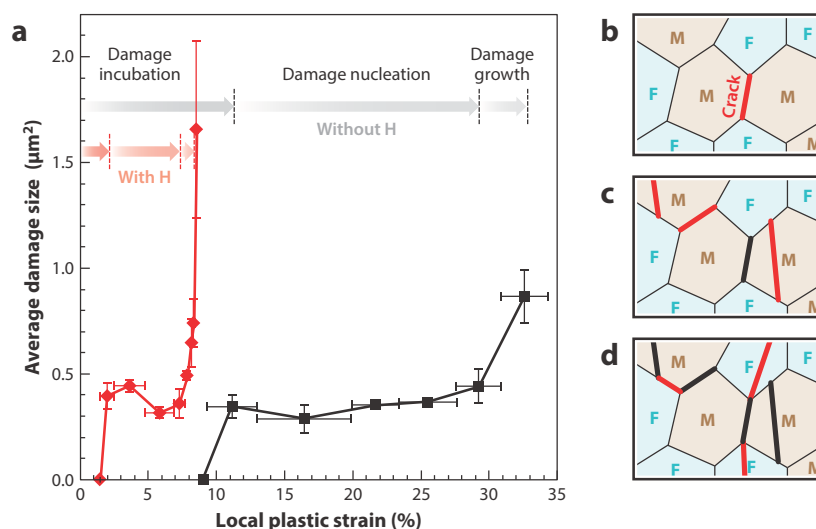 a
2.0
1.5
1.0
0.5
0.0
Average damage size (μm²)
0
5
10
15
20
25
30
35
Local plastic strain (%)
Damage
incubation
Damage nucleation
Damage
growth
Without H
With H
b
M
F
F
F
M
Crack
M
F
F
M
c
M
F
F
F
M
M
F
F
M
d
M
F
F
F
M
M
F
F
M